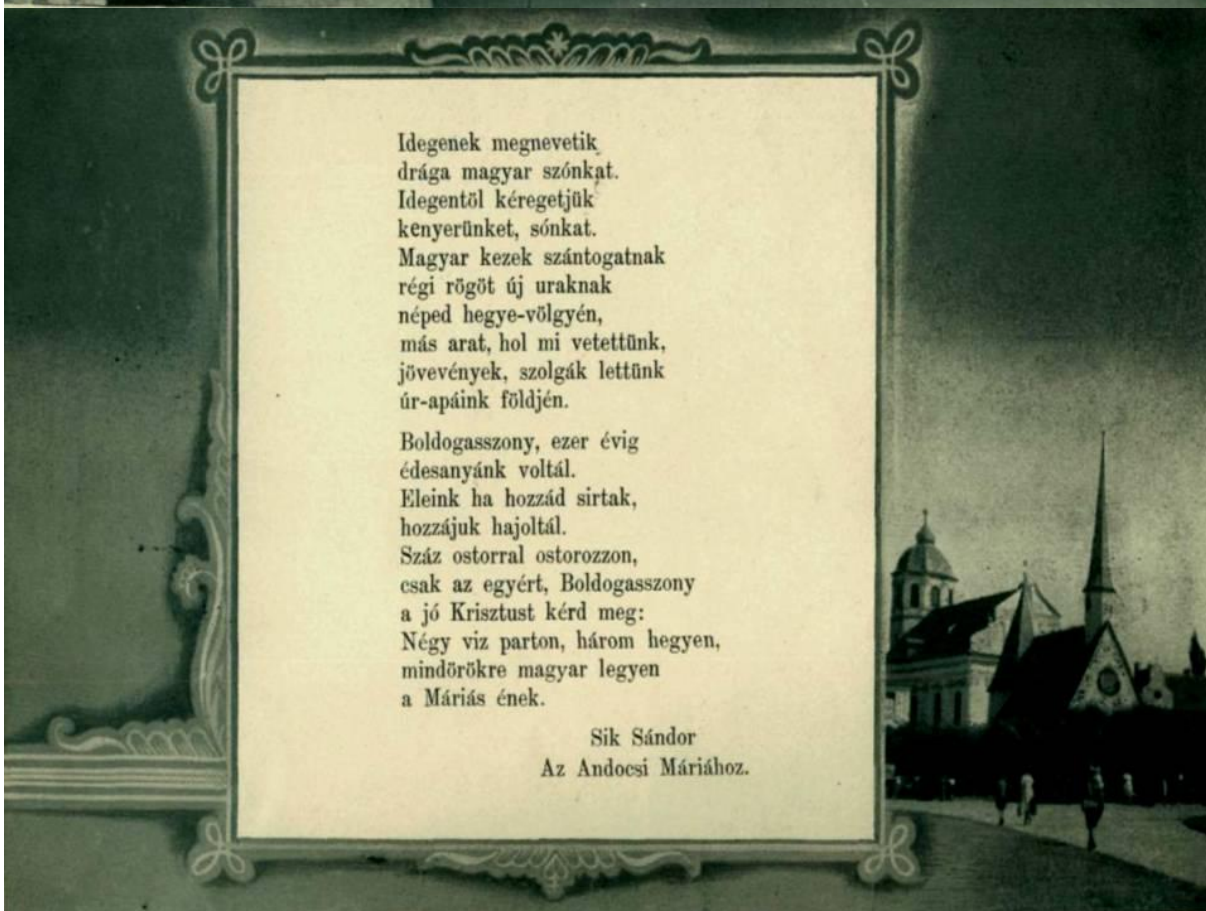 Idegenek megnevetik
drága magyar szónkat.
Idegentöl kéregetjük
kenyerünket, sónkat.
Magyar kezek szántogatnak
régi rögöt új uraknak
néped hegye-völgyén,
más arat, hol mi vetettünk,
jövevények, szolgák lettünk
úr-apáink földjén.
Boldogasszony, ezer évig
édesanyánk voltál.
Eleink ha hozzád sirtak,
hozzájuk hajoltál.
Száz ostorral ostorozzon,
csak az egyért, Boldogasszony
a jó Krisztust kérd meg:
Négy viz parton, három hegyen,
mindörökre magyar legyen
a Máriás ének.
Sik Sándor
Az Andocsi Máriához.